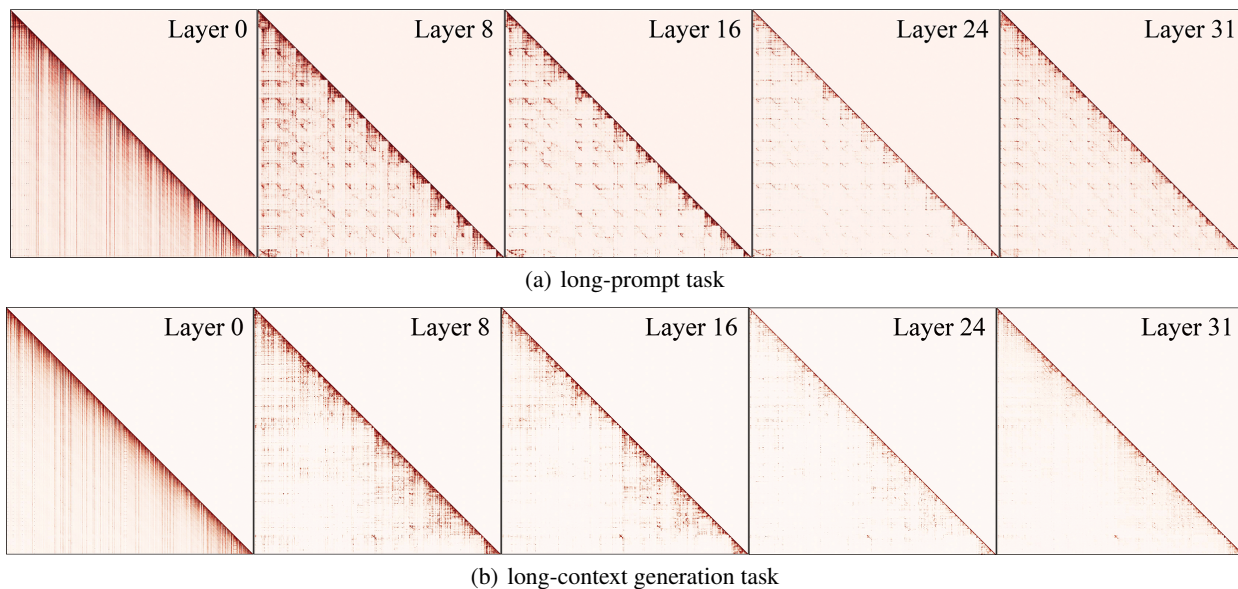 Layer 0 Layer 8 Layer 16 Layer 24 Layer 31
(a) long-prompt task
Layer 0 Layer 8 Layer 16 Layer 24 Layer 31
(b) long-context generation task